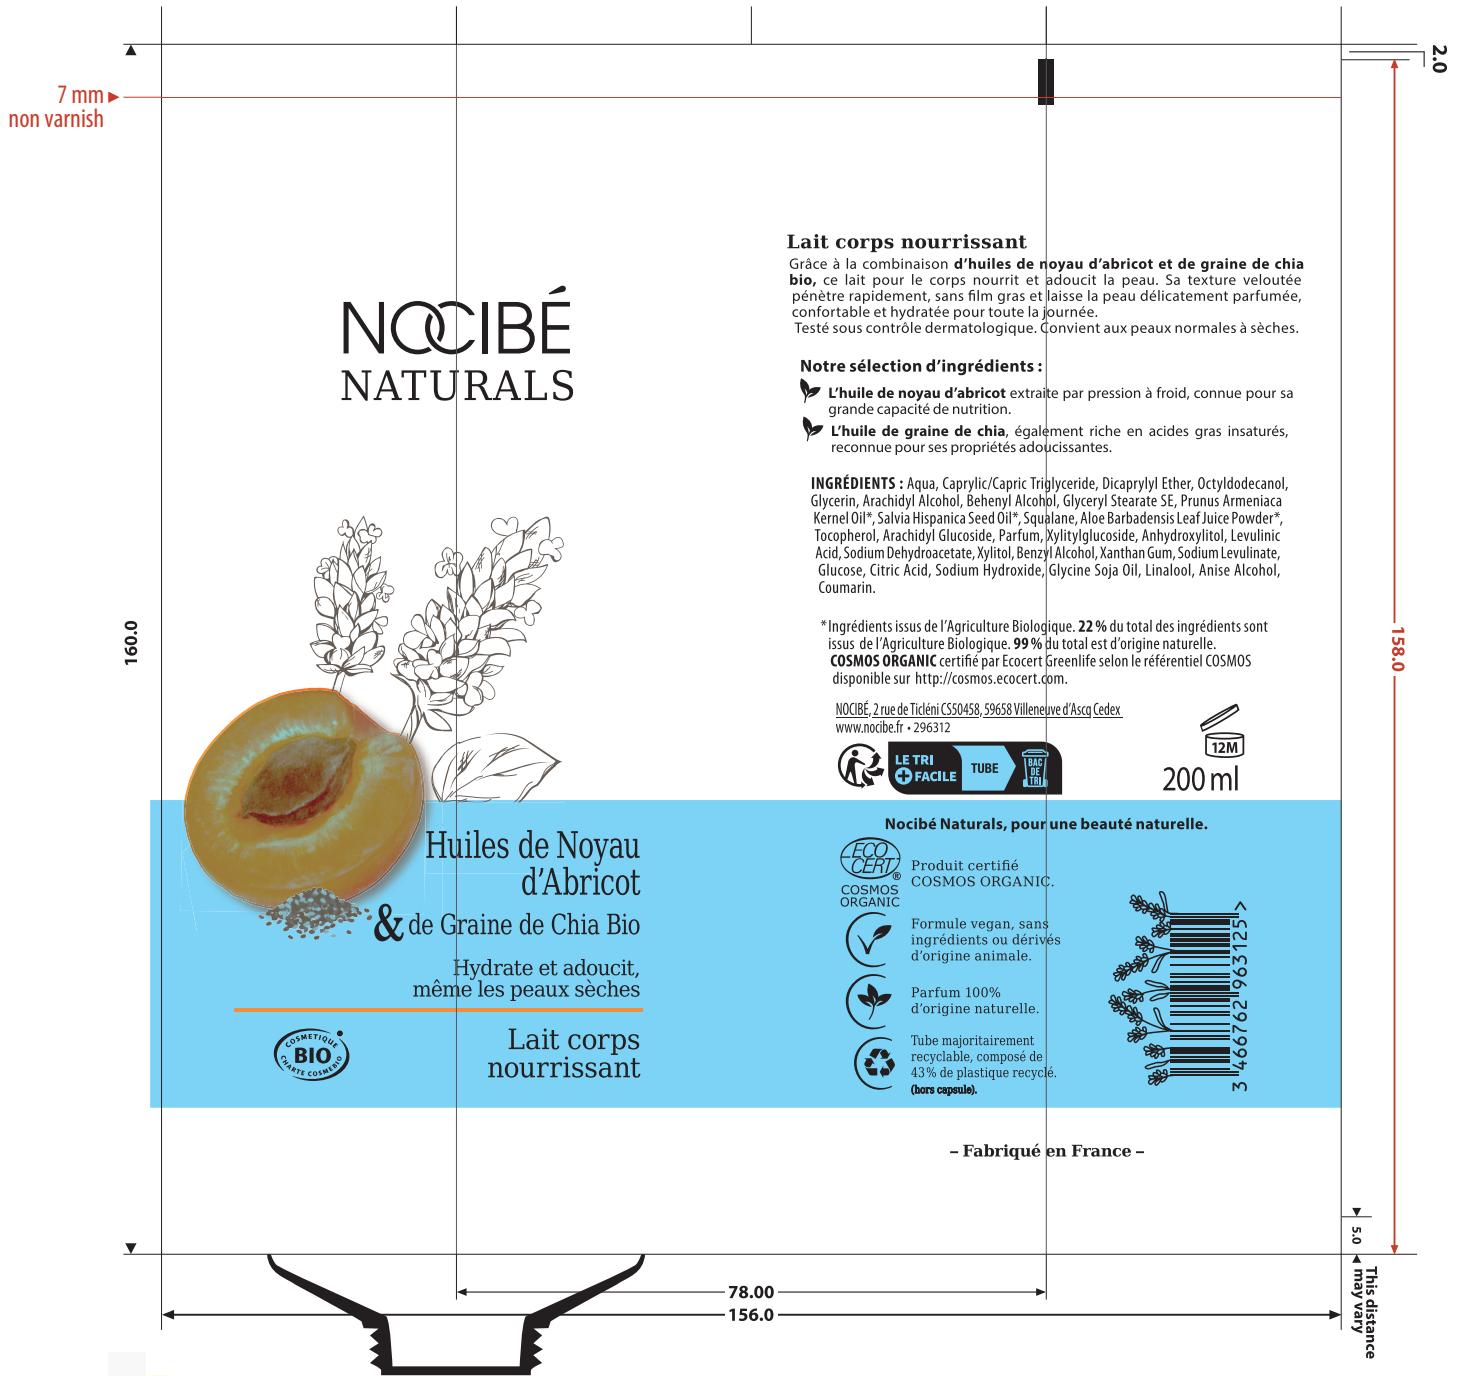 2.0
7 mm
non varnish
NOCIBÉ
NATURALS
160.0
Huiles de Noyau
d’Abricot
& de Graine de Chia Bio
Hydrate et adoucit,
même les peaux sèches
COSMETIQUE
BIO
CHARTE COSMEBIO
Lait corps
nourrissant
Lait corps nourrissant
Grâce à la combinaison d’huiles de noyau d’abricot et de graine de chia
bio, ce lait pour le corps nourrit et adoucit la peau. Sa texture veloutée
pénètre rapidement, sans film gras et laisse la peau délicatement parfumée,
confortable et hydratée pour toute la journée.
Testé sous contrôle dermatologique. Convient aux peaux normales à sèches.
Notre sélection d’ingrédients :
L’huile de noyau d’abricot extraite par pression à froid, connue pour sa
grande capacité de nutrition.
L’huile de graine de chia, également riche en acides gras insaturés,
reconnue pour ses propriétés adoucissantes.
INGRÉDIENTS : Aqua, Caprylic/Capric Triglyceride, Dicaprylyl Ether, Octyldodecanol,
Glycerin, Arachidyl Alcohol, Behenyl Alcohol, Glyceryl Stearate SE, Prunus Armeniaca
Kernel Oil*, Salvia Hispanica Seed Oil*, Squalane, Aloe Barbadensis Leaf Juice Powder*,
Tocopherol, Arachidyl Glucoside, Parfum, Xylitylglucoside, Anhydroxylitol, Levulinic
Acid, Sodium Dehydroacetate, Xylitol, Benzyl Alcohol, Xanthan Gum, Sodium Levulinate,
Glucose, Citric Acid, Sodium Hydroxide, Glycine Soja Oil, Linalool, Anise Alcohol,
Coumarin.
*Ingrédients issus de l’Agriculture Biologique. 22 % du total des ingrédients sont
issus de l’Agriculture Biologique. 99 % du total est d’origine naturelle.
COSMOS ORGANIC certifié par Ecocert Greenlife selon le référentiel COSMOS
disponible sur http://cosmos.ecocert.com.
NOCIBÉ, 2 rue de Ticléni CS50458, 59658 Villeneuve d’Ascq Cedex
www.nocibe.fr • 296312
LE TRI
+ FACILE
TUBE
BAC
DE
TRI
12M
200 ml
Nocibé Naturals, pour une beauté naturelle.
ECO
CERT®
COSMOS
ORGANIC
Produit certifié
COSMOS ORGANIC.
Formule vegan, sans
ingrédients ou dérivés
d’origine animale.
Parfum 100%
d’origine naturelle.
Tube majoritairement
recyclable, composé de
43% de plastique recyclé.
(hors capsule).
3 466762 963125 >
– Fabriqué en France –
158.0
5.0
This distance
may vary
78.00
156.0